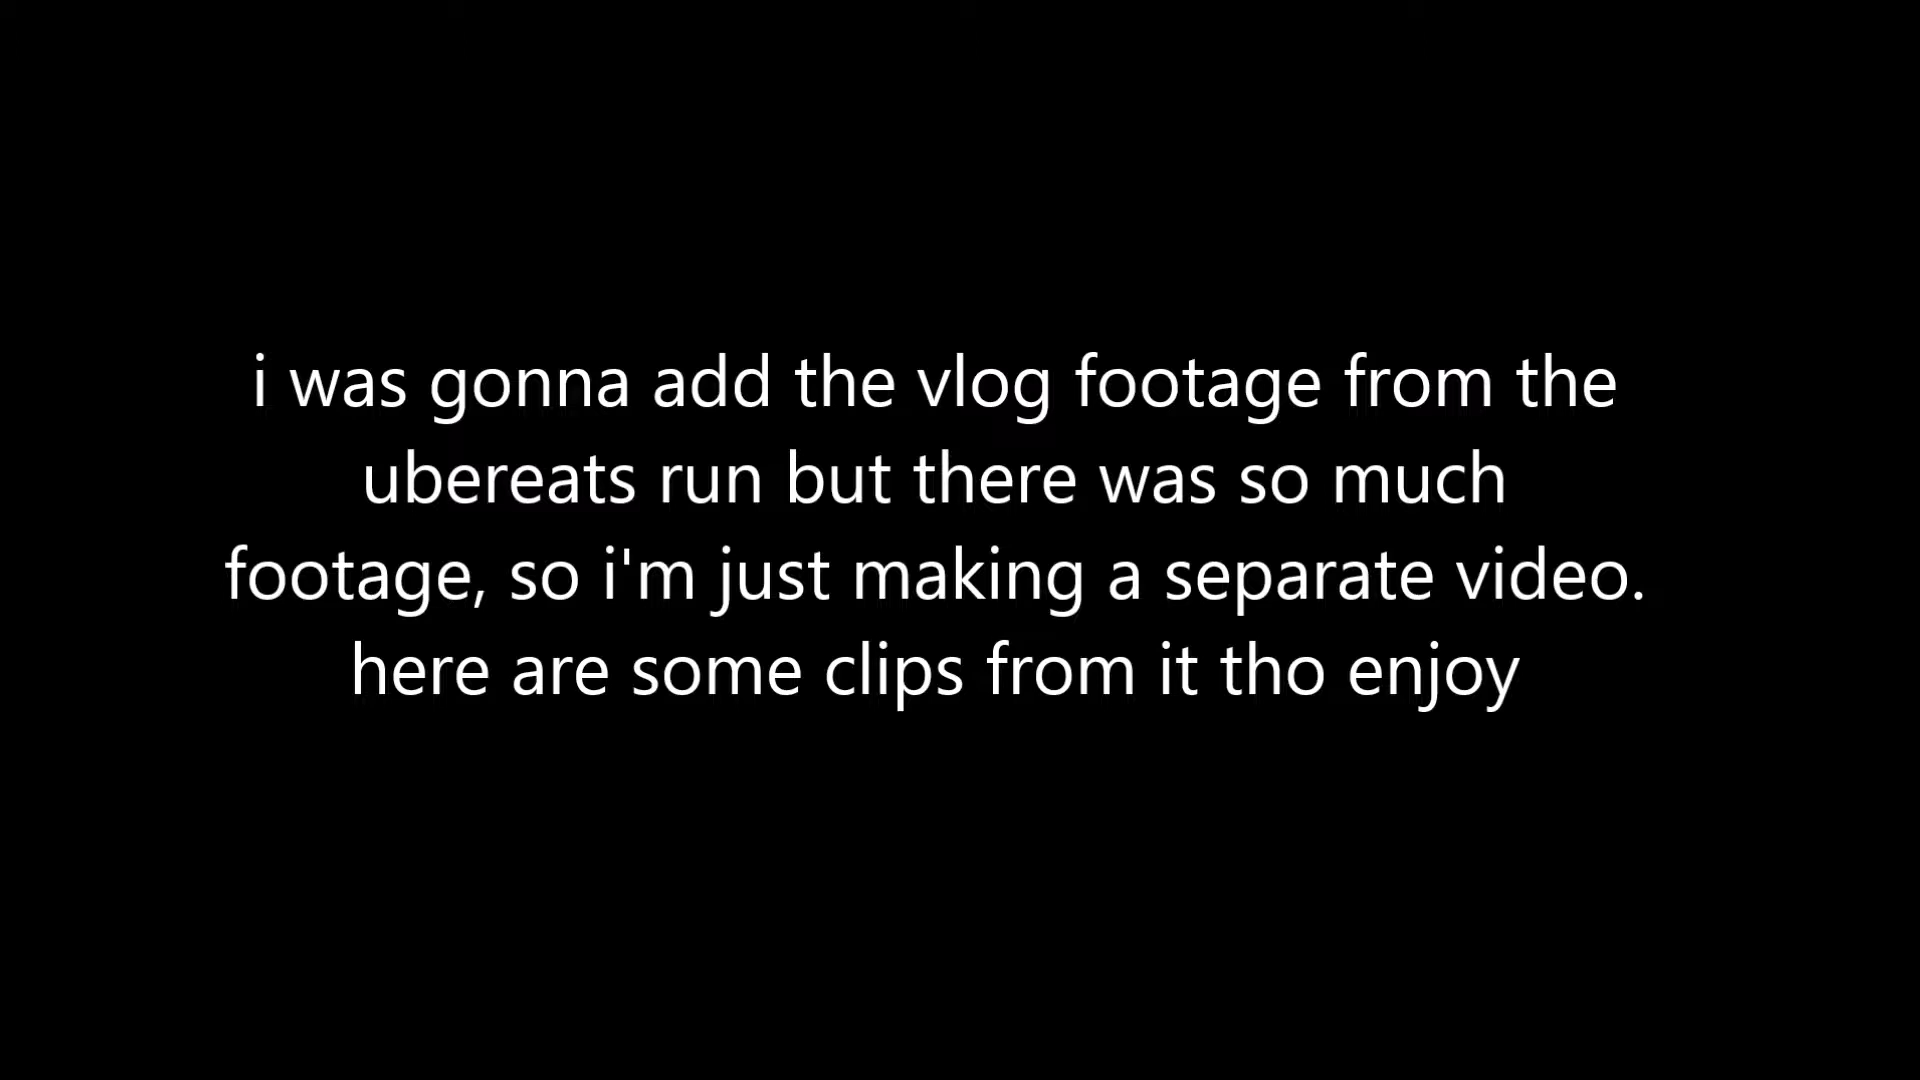 i was gonna add the vlog footage from the
ubereats run but there was so much
footage, so i'm just making a separate video.
here are some clips from it tho enjoy